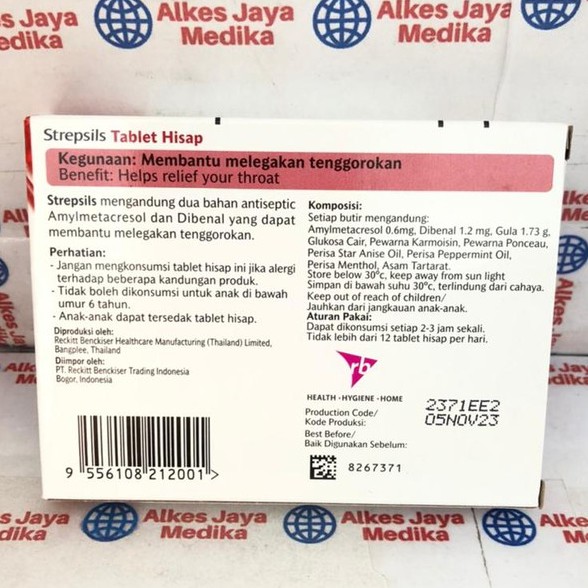 Alkes Jaya
Medika
Alkes Jaya
Medika
Strepsils Tablet Hisap
Kegunaan: Membantu melegakan tenggorokan
Benefit: Helps relief your throat
Strepsils mengandung dua bahan antiseptic
Amylmetacresol dan Dibenal yang dapat
membantu melegakan tenggorokan.
Perhatian:
- Jangan mengkonsumsi tablet hisap ini jika alergi
terhadap beberapa kandungan produk.
- Tidak boleh dikonsumsi untuk anak di bawah
umur 6 tahun.
- Anak-anak dapat tersedak tablet hisap.
Diproduksi oleh:
Reckitt Benckiser Healthcare Manufacturing (Thailand) Limited,
Bangplee, Thailand
Diimpor oleh:
PT. Reckitt Benckiser Trading Indonesia
Bogor, Indonesia
9 556108 212001 >
Komposisi:
Setiap butir mengandung:
Amylmetacresol 0.6mg, Dibenal 1.2 mg, Gula 1.73 g,
Glukosa Cair, Pewarna Karmoisin, Pewarna Ponceau,
Perisa Star Anise Oil, Perisa Peppermint Oil,
Perisa Menthol, Asam Tartarat.
Store below 30°c, keep away from sun light
Simpan di bawah suhu 30°c, terlindung dari cahaya.
Keep out of reach of children/
Jauhkan dari jangkauan anak-anak.
Aturan Pakai:
Dapat dikonsumsi setiap 2-3 jam sekali.
Tidak lebih dari 12 tablet hisap per hari.
rb
HEALTH • HYGIENE • HOME
Production Code/
Kode Produksi:
2371EE2
05NOV23
Best Before/
Baik Digunakan Sebelum:
8267371
Alkes Jaya
Medika
Alkes Jaya
Medika